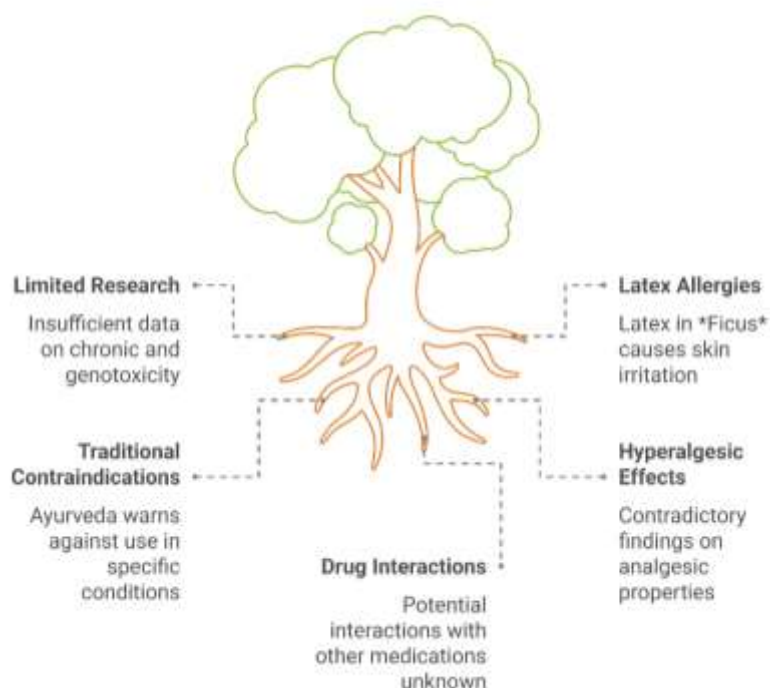 Limited Research
Insufficient data
on chronic and
genotoxicity
Latex Allergies
Latex in *Ficus*
causes skin
irritation
Traditional
Contraindications
Ayurveda warns
against use in
specific
conditions
Hyperalgesic
Effects
Contradictory
findings on
analgesic
properties
Drug Interactions
Potential
interactions with
other medications
unknown